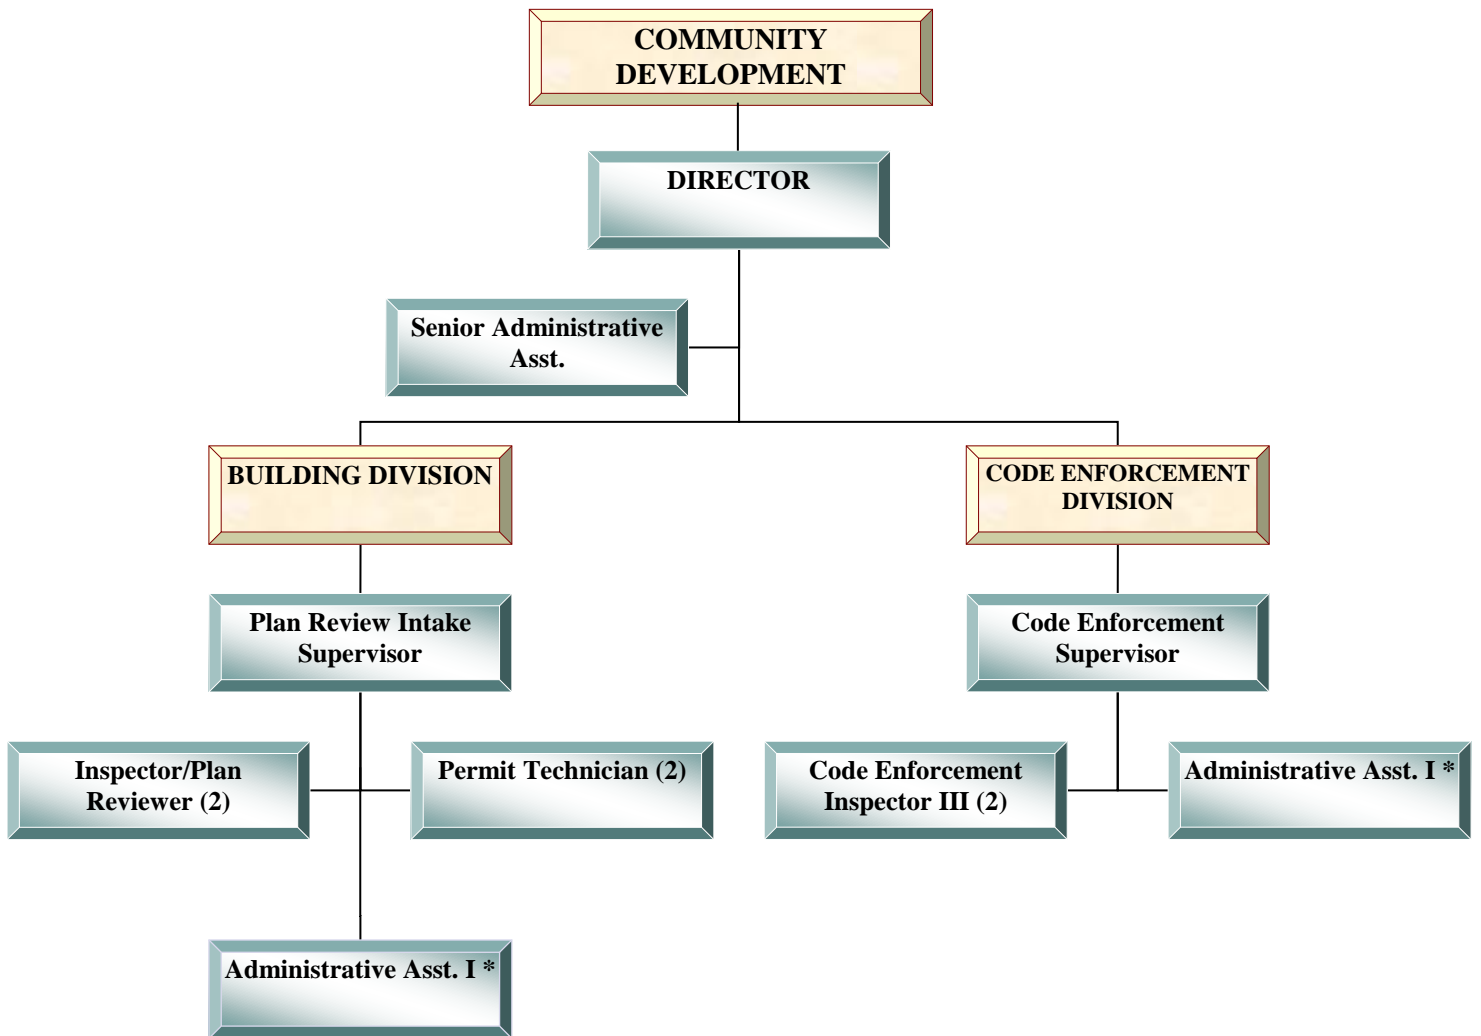 COMMUNITY
DEVELOPMENT
DIRECTOR
Senior Administrative
Asst.
BUILDING DIVISION
CODE ENFORCEMENT
DIVISION
Plan Review Intake
Supervisor
Code Enforcement
Supervisor
Inspector/Plan
Reviewer (2)
Permit Technician (2)
Code Enforcement
Inspector III (2)
Administrative Asst. I *
Administrative Asst. I *